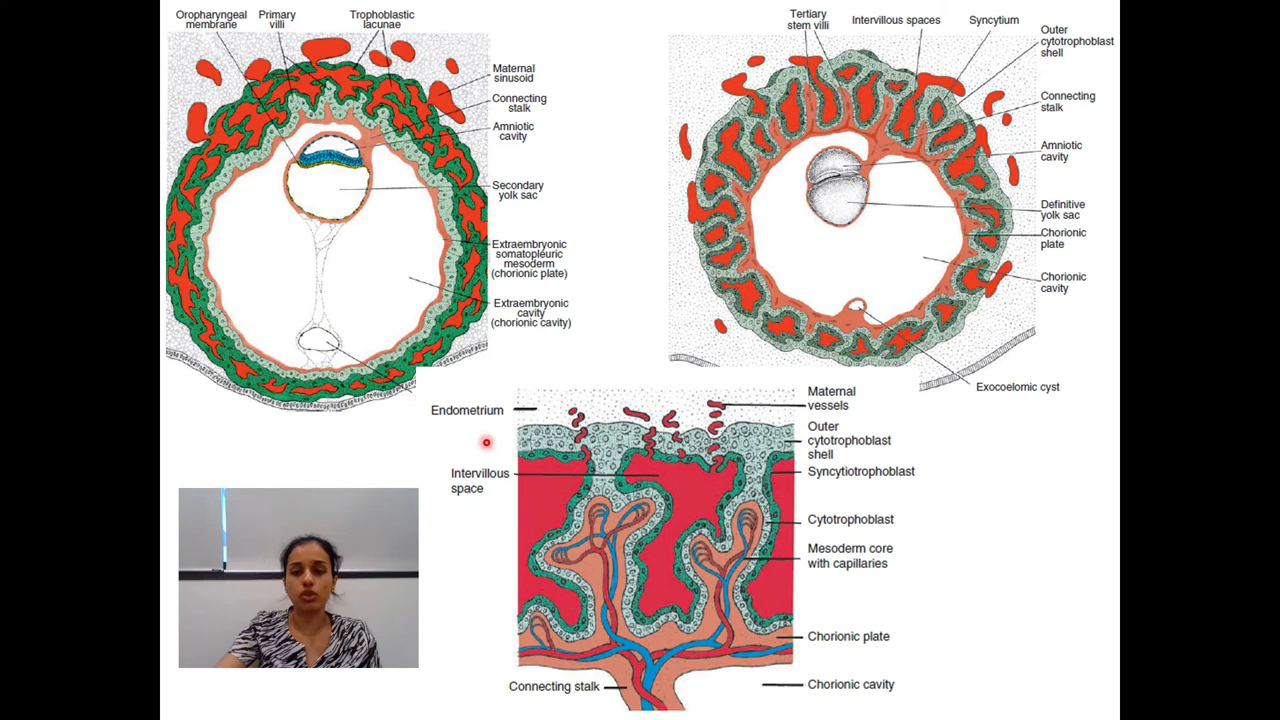 Oropharyngeal
membrane
Primary
villi
Trophoblastic
lacunae
Maternal
sinusoid
Connecting
stalk
Amniotic
cavity
Secondary
yolk sac
Extraembryonic
somatopleuric
mesoderm
(chorionic plate)
Extraembryonic
cavity
(chorionic cavity)
Tertiary
stem villi
Intervillous spaces
Syncytium
Outer
cytotrophoblast
shell
Connecting
stalk
Amniotic
cavity
Definitive
yolk sac
Chorionic
plate
Chorionic
cavity
Exocoelomic cyst
Endometrium
Intervillous
space
Connecting stalk
Maternal
vessels
Outer
cytotrophoblast
shell
Syncytiotrophoblast
Cytotrophoblast
Mesoderm core
with capillaries
Chorionic plate
Chorionic cavity